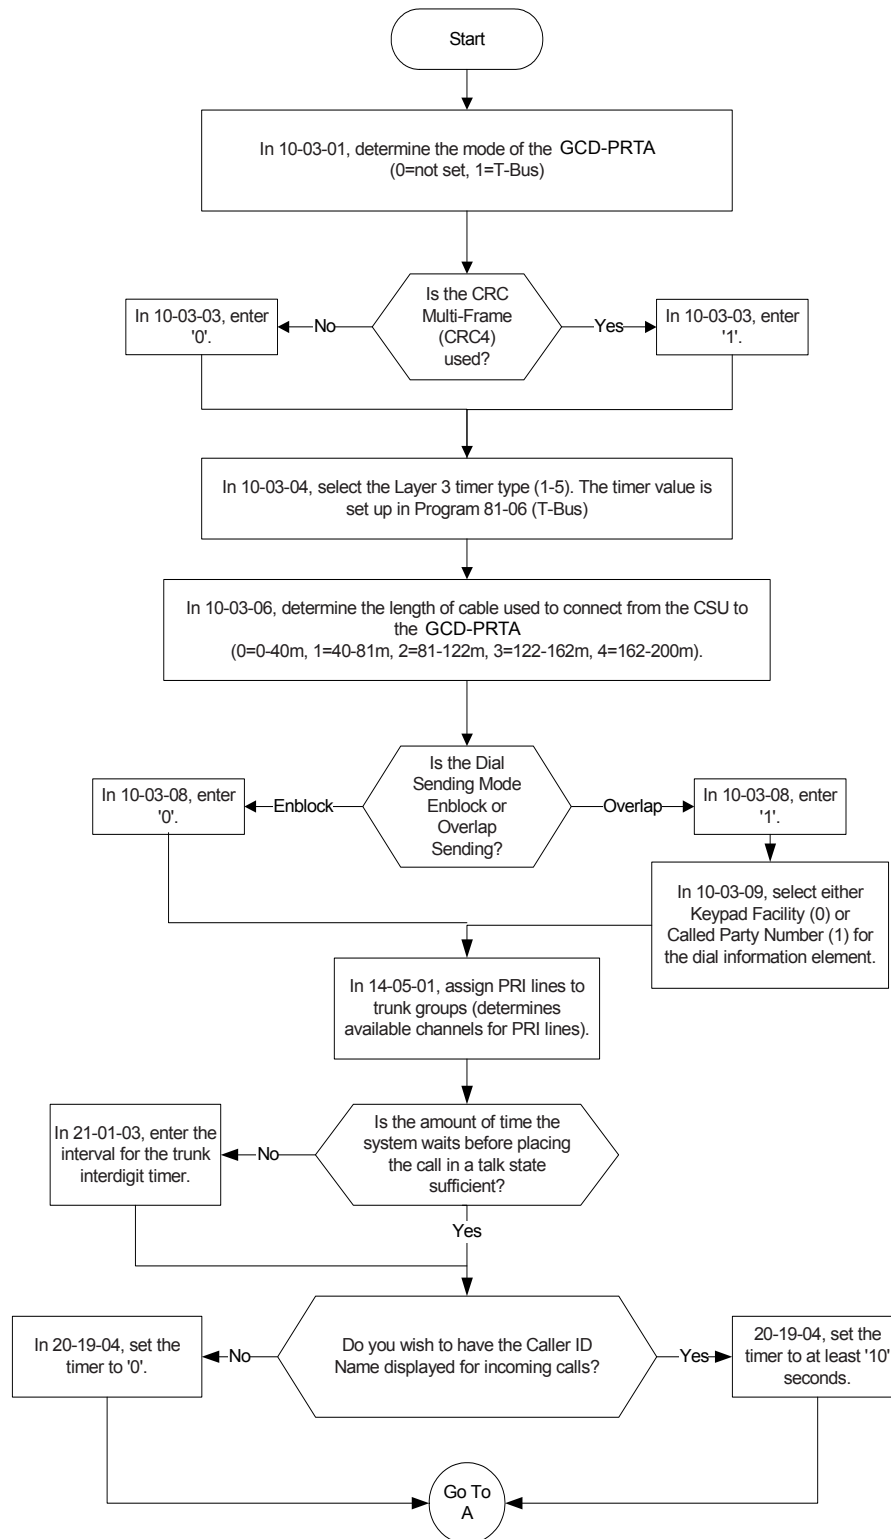 Start
In 10-03-01, determine the mode of the GCD-PRTA
(0=not set, 1=T-Bus)
Is the CRC
Multi-Frame
(CRC4)
used?
No
Yes
In 10-03-03, enter
'0'.
In 10-03-03, enter
'1'.
In 10-03-04, select the Layer 3 timer type (1-5). The timer value is
set up in Program 81-06 (T-Bus)
In 10-03-06, determine the length of cable used to connect from the CSU to
the GCD-PRTA
(0=0-40m, 1=40-81m, 2=81-122m, 3=122-162m, 4=162-200m).
Is the Dial
Sending Mode
Enblock or
Overlap
Sending?
Enblock
Overlap
In 10-03-08, enter
'0'.
In 10-03-08, enter
'1'.
In 10-03-09, select either
Keypad Facility (0) or
Called Party Number (1) for
the dial information element.
In 14-05-01, assign PRI lines to
trunk groups (determines
available channels for PRI lines).
Is the amount of time the
system waits before placing
the call in a talk state
sufficient?
No
In 21-01-03, enter the
interval for the trunk
interdigit timer.
Yes
Do you wish to have the Caller ID
Name displayed for incoming calls?
No
Yes
In 20-19-04, set the
timer to '0'.
20-19-04, set the
timer to at least '10'
seconds.
Go To
A